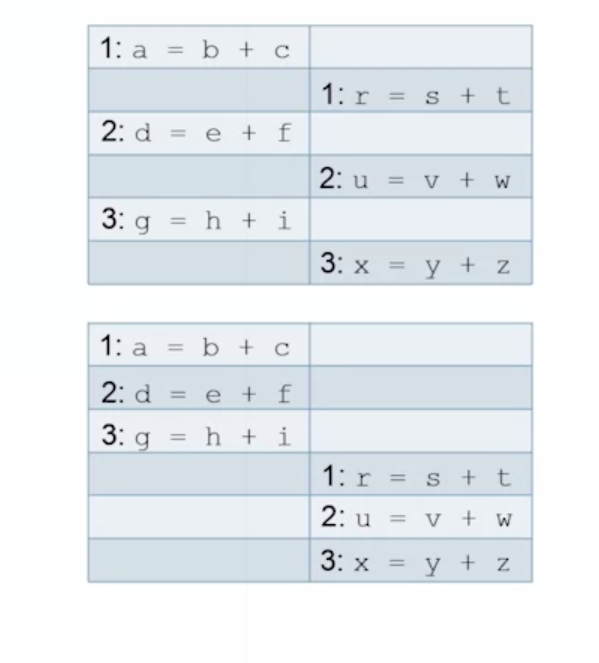 1: a = b + c
1: r = s + t
2: d = e + f
2: u = v + w
3: g = h + i
3: x = y + z
1: a = b + c
2: d = e + f
3: g = h + i
1: r = s + t
2: u = v + w
3: x = y + z